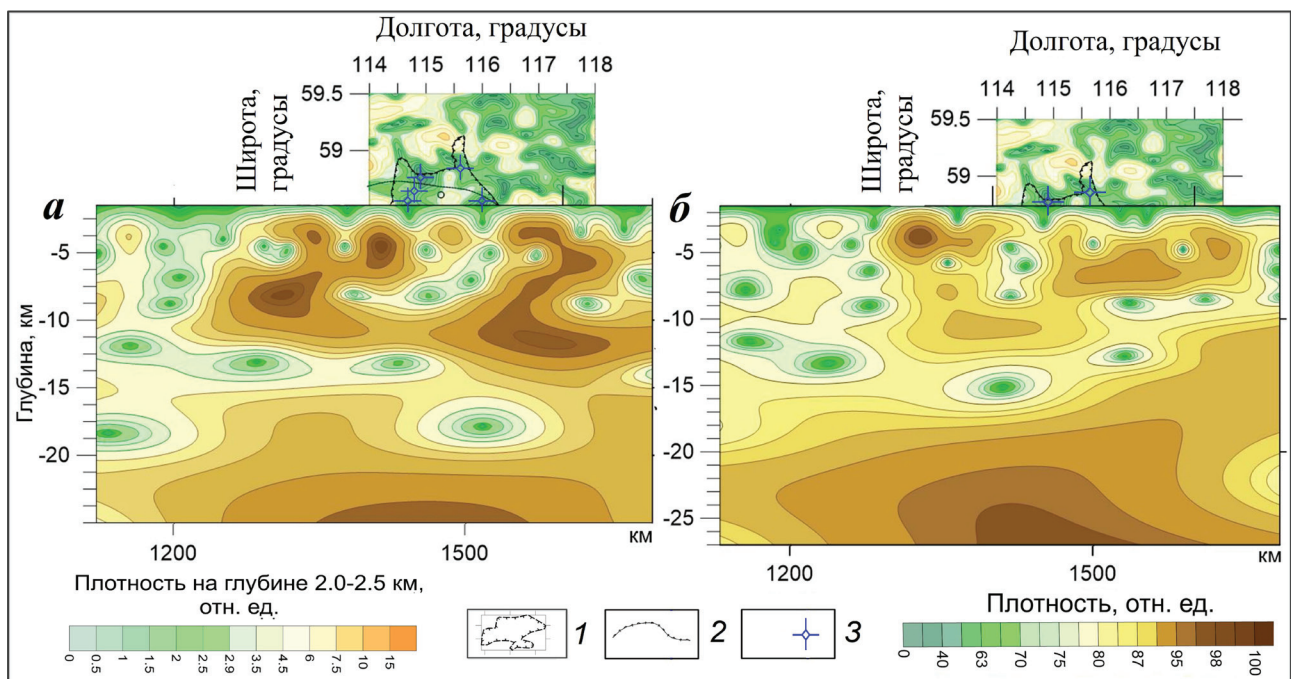 Долгота, градусы
114 115 116 117 118
Широта, градусы
59.5
59
а
Глубина, км
-5
-10
-15
-20
1200 1500
км
Долгота, градусы
114 115 116 117 118
Широта, градусы
59.5
59
б
-5
-10
-15
-20
-25
1200 1500
км
Плотность на глубине 2.0-2.5 км,
отн. ед.
0 0.5 1 1.5 2 2.5 2.9 3.5 4.5 6 7.5 10 15
1 2 3
Плотность, отн. ед.
0 40 63 70 75 80 87 95 98 100